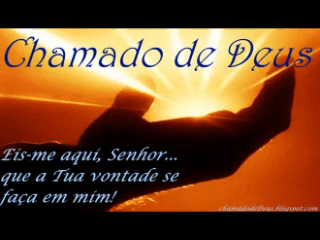 Chamado de Deus
Eis-me aqui, Senhor...
que a Tua vontade se
faça em mim!
chamadodeDeus.blogspot.com